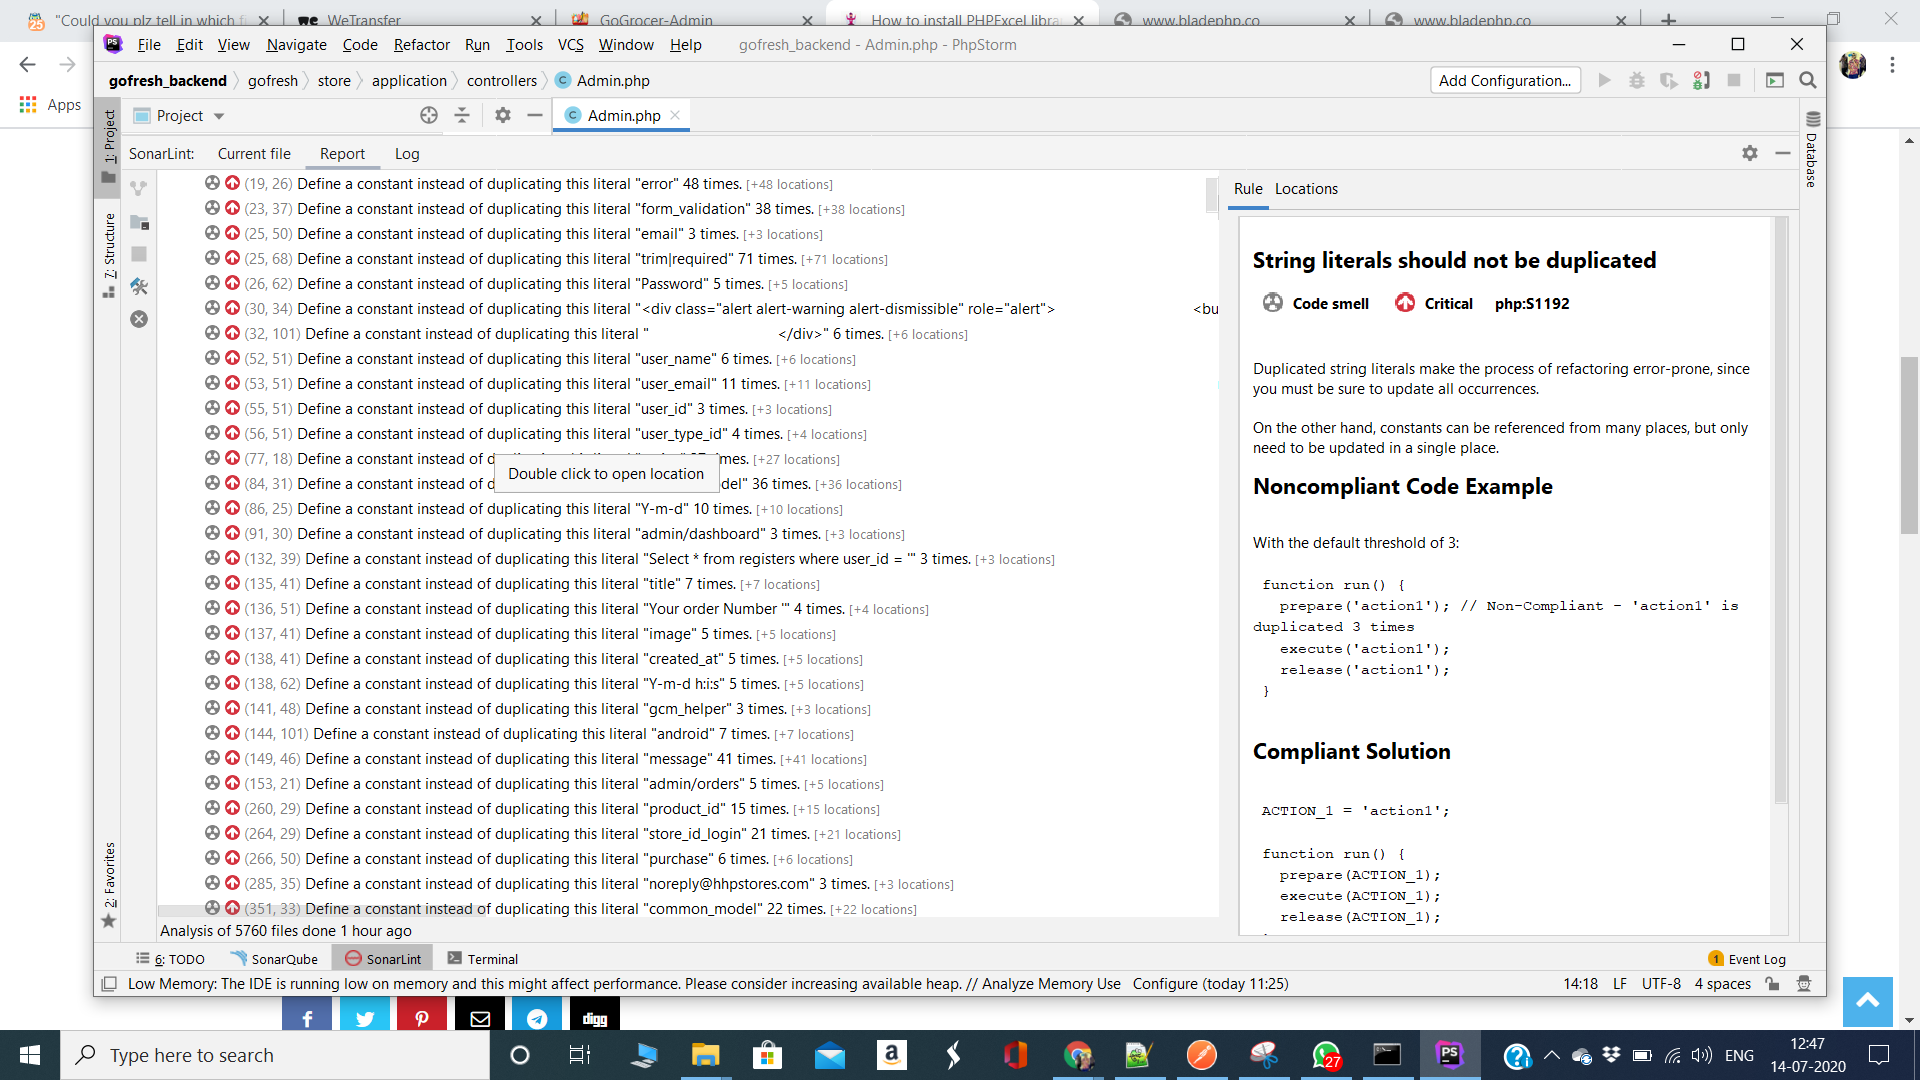 "Could you plz tell in which f
WeTransfer
GoGrocer-Admin
How to install PHPExcel libra
www.bladephp.co
www.bladephp.co
File Edit View Navigate Code Refactor Run Tools VCS Window Help gofresh_backend - Admin.php - PhpStorm
gofresh_backend gofresh store application controllers Admin.php
Add Configuration...
Apps
Project
Admin.php
1: Project
7: Structure
2: Favorites
Database
SonarLint: Current file Report Log
(19, 26) Define a constant instead of duplicating this literal "error" 48 times. [+48 locations]
(23, 37) Define a constant instead of duplicating this literal "form_validation" 38 times. [+38 locations]
(25, 50) Define a constant instead of duplicating this literal "email" 3 times. [+3 locations]
(25, 68) Define a constant instead of duplicating this literal "trim|required" 71 times. [+71 locations]
(26, 62) Define a constant instead of duplicating this literal "Password" 5 times. [+5 locations]
(30, 34) Define a constant instead of duplicating this literal "<div class="alert alert-warning alert-dismissible" role="alert"> <bu
(32, 101) Define a constant instead of duplicating this literal " </div>" 6 times. [+6 locations]
(52, 51) Define a constant instead of duplicating this literal "user_name" 6 times. [+6 locations]
(53, 51) Define a constant instead of duplicating this literal "user_email" 11 times. [+11 locations]
(55, 51) Define a constant instead of duplicating this literal "user_id" 3 times. [+3 locations]
(56, 51) Define a constant instead of duplicating this literal "user_type_id" 4 times. [+4 locations]
(77, 18) Define a constant instead of d mes. [+27 locations]
Double click to open location
(84, 31) Define a constant instead of d del" 36 times. [+36 locations]
(86, 25) Define a constant instead of duplicating this literal "Y-m-d" 10 times. [+10 locations]
(91, 30) Define a constant instead of duplicating this literal "admin/dashboard" 3 times. [+3 locations]
(132, 39) Define a constant instead of duplicating this literal "Select * from registers where user_id = '" 3 times. [+3 locations]
(135, 41) Define a constant instead of duplicating this literal "title" 7 times. [+7 locations]
(136, 51) Define a constant instead of duplicating this literal "Your order Number '" 4 times. [+4 locations]
(137, 41) Define a constant instead of duplicating this literal "image" 5 times. [+5 locations]
(138, 41) Define a constant instead of duplicating this literal "created_at" 5 times. [+5 locations]
(138, 62) Define a constant instead of duplicating this literal "Y-m-d h:i:s" 5 times. [+5 locations]
(141, 48) Define a constant instead of duplicating this literal "gcm_helper" 3 times. [+3 locations]
(144, 101) Define a constant instead of duplicating this literal "android" 7 times. [+7 locations]
(149, 46) Define a constant instead of duplicating this literal "message" 41 times. [+41 locations]
(153, 21) Define a constant instead of duplicating this literal "admin/orders" 5 times. [+5 locations]
(260, 29) Define a constant instead of duplicating this literal "product_id" 15 times. [+15 locations]
(264, 29) Define a constant instead of duplicating this literal "store_id_login" 21 times. [+21 locations]
(266, 50) Define a constant instead of duplicating this literal "purchase" 6 times. [+6 locations]
(285, 35) Define a constant instead of duplicating this literal "noreply@hhpstores.com" 3 times. [+3 locations]
(351, 33) Define a constant instead of duplicating this literal "common_model" 22 times. [+22 locations]
Analysis of 5760 files done 1 hour ago
Rule Locations
String literals should not be duplicated
Code smell Critical php:S1192
Duplicated string literals make the process of refactoring error-prone, since
you must be sure to update all occurrences.
On the other hand, constants can be referenced from many places, but only
need to be updated in a single place.
Noncompliant Code Example
With the default threshold of 3:
function run() {
prepare('action1'); // Non-Compliant - 'action1' is
duplicated 3 times
execute('action1');
release('action1');
}
Compliant Solution
ACTION_1 = 'action1';
function run() {
prepare(ACTION_1);
execute(ACTION_1);
release(ACTION_1);
6: TODO SonarQube SonarLint Terminal
1 Event Log
Low Memory: The IDE is running low on memory and this might affect performance. Please consider increasing available heap. // Analyze Memory Use Configure (today 11:25)
14:18 LF UTF-8 4 spaces
digg
Type here to search
27
ENG
12:47
14-07-2020